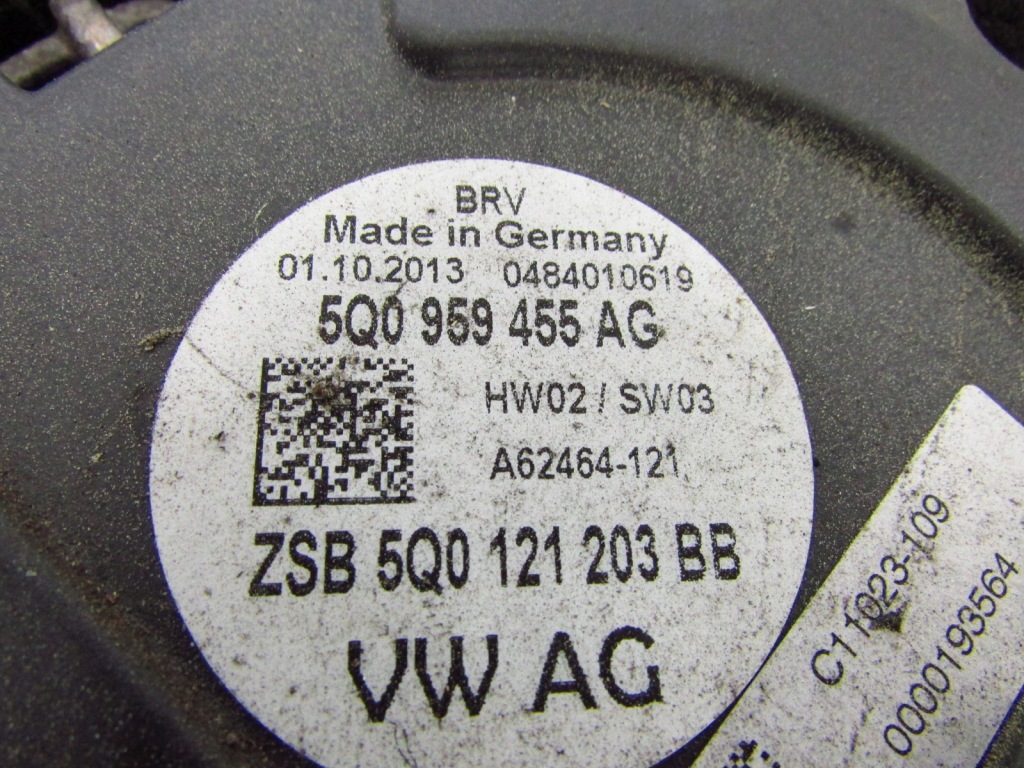 BRV
Made in Germany
01.10.2013 0484010619
5Q0 959 455 AG
HW02 / SW03
A62464-121
ZSB 5Q0 121 203 BB
VW AG
C11023-109
0000193564